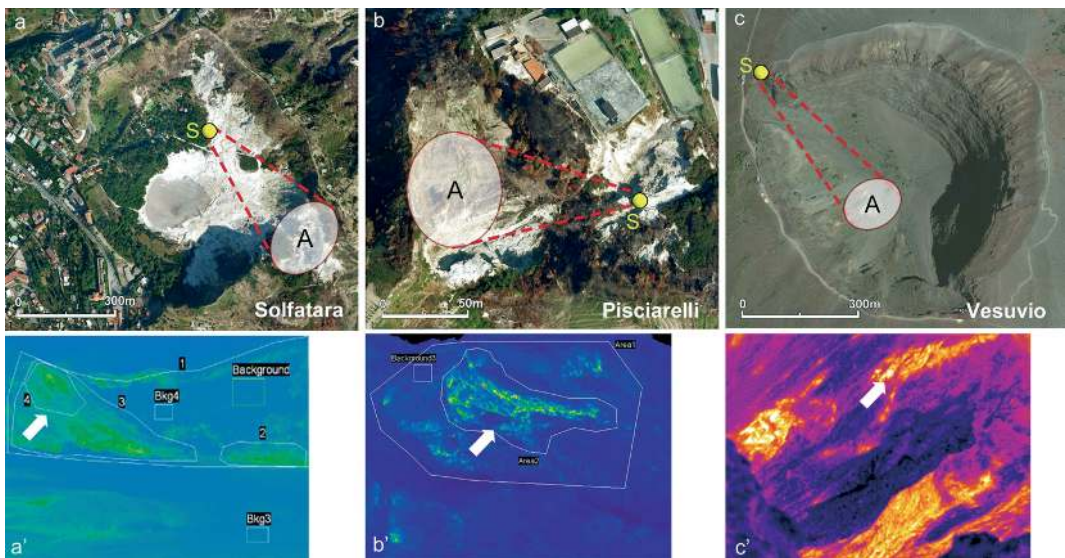 a
S
A
0
300m
Solfatara
b
A
S
0
50m
Pisciarelli
c
S
A
0
300m
Vesuvio
1
Background
4
3
Bkg4
2
Bkg3
a'
Area1
Background3
Area2
b'
c'